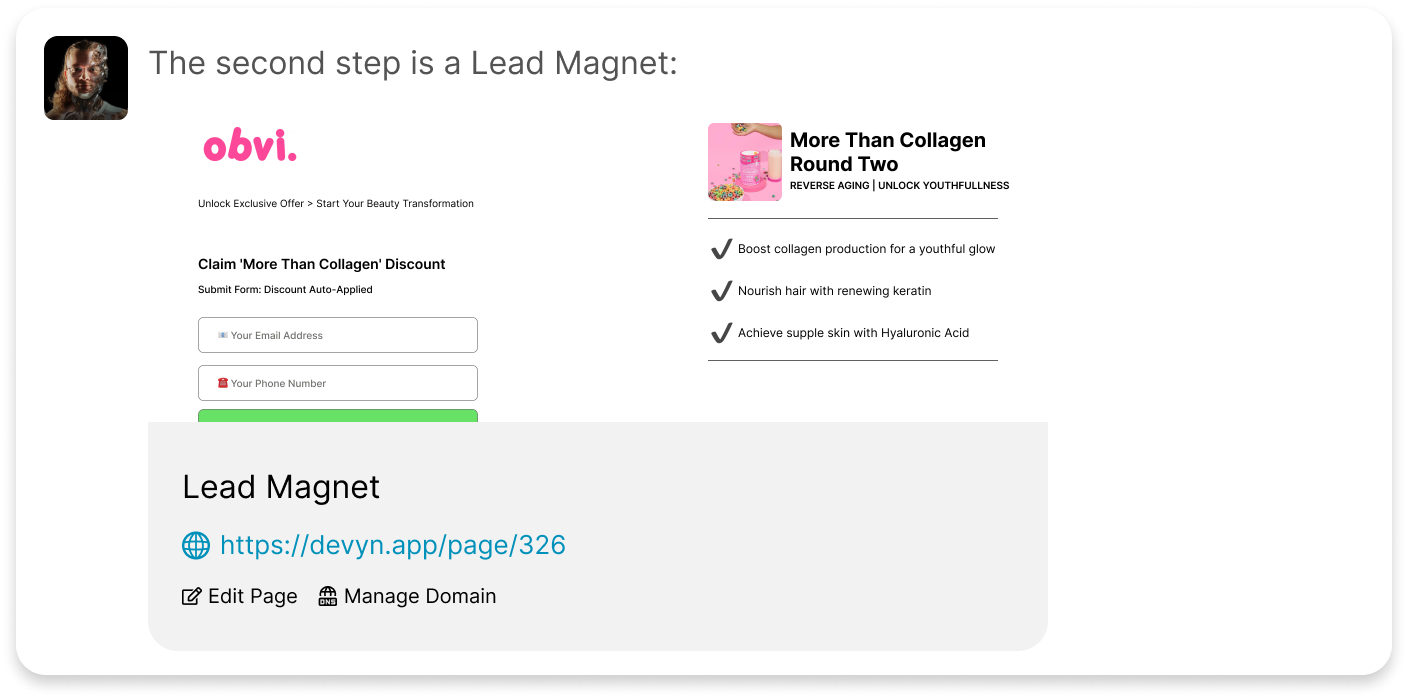 The second step is a Lead Magnet:
obvi.
Unlock Exclusive Offer > Start Your Beauty Transformation
Claim 'More Than Collagen' Discount
Submit Form: Discount Auto-Applied
Your Email Address
Your Phone Number
More Than Collagen
Round Two
REVERSE AGING | UNLOCK YOUTHFULLNESS
Boost collagen production for a youthful glow
Nourish hair with renewing keratin
Achieve supple skin with Hyaluronic Acid
Lead Magnet
https://devyn.app/page/326
Edit Page
DNS Manage Domain